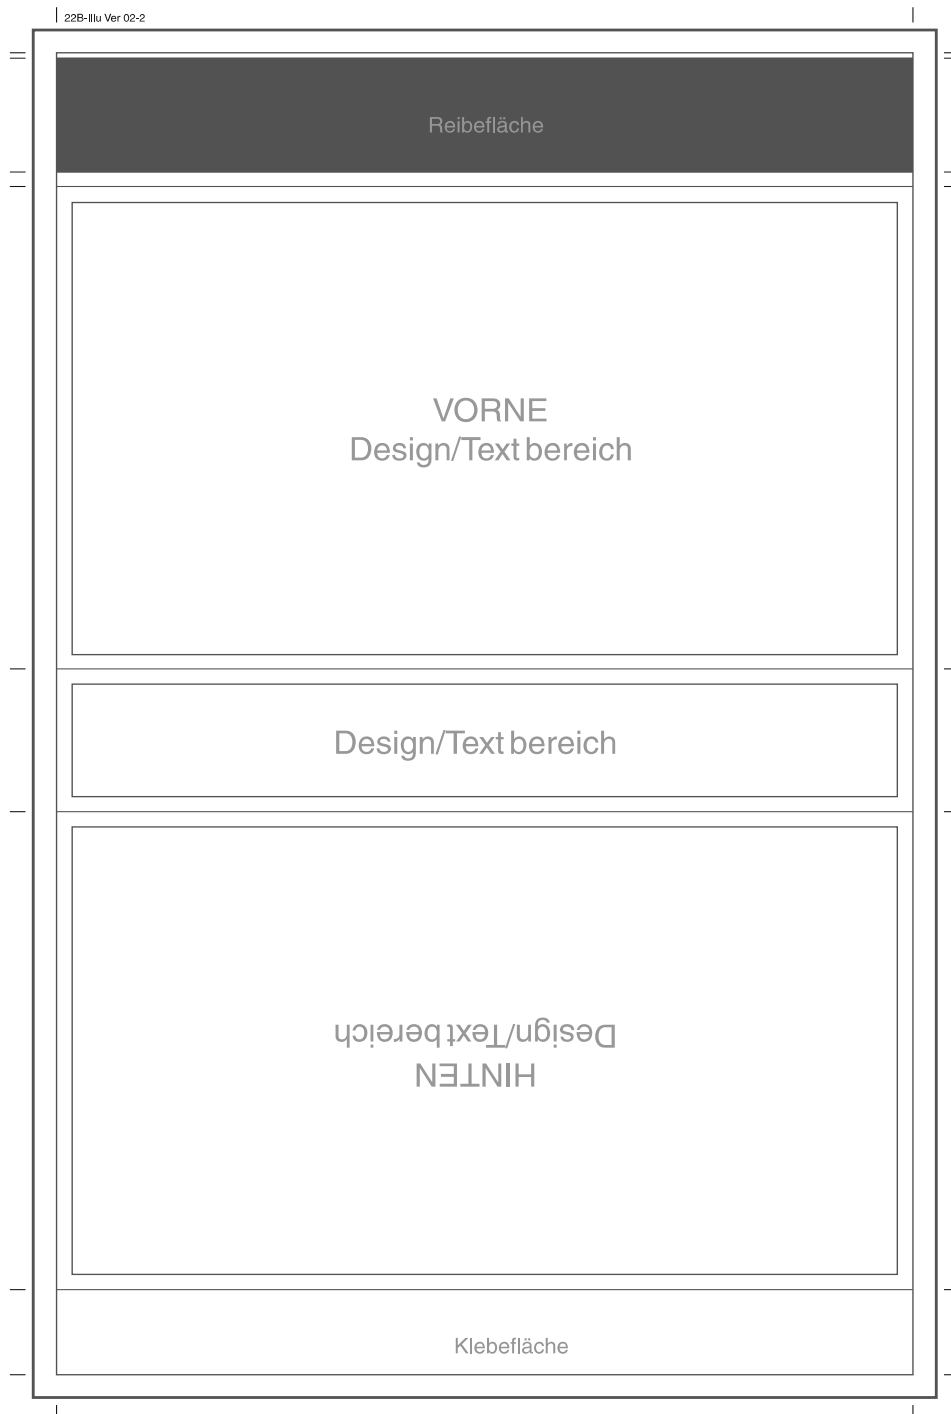 22B-Illu Ver 02-2
Reibefläche
VORNE
Design/Text bereich
Design/Text bereich
HINTEN
Design/Text bereich
Klebefläche